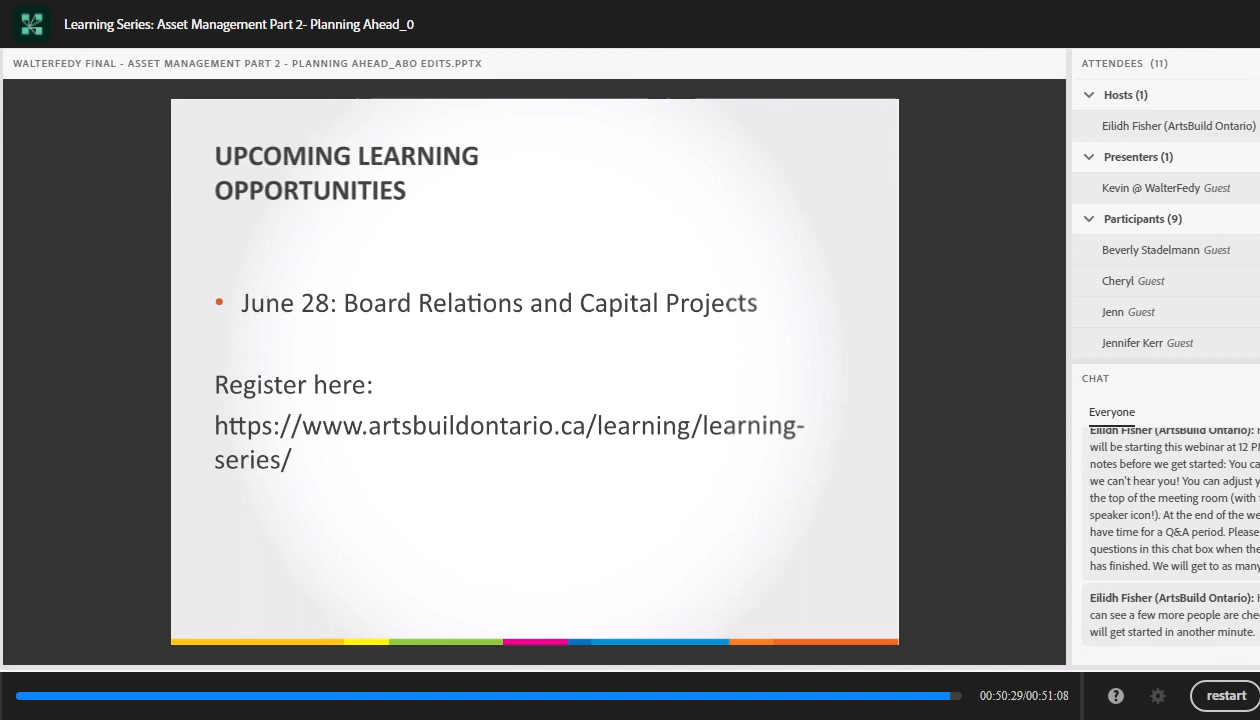 Learning Series: Asset Management Part 2- Planning Ahead_0
WALTERFEDY FINAL - ASSET MANAGEMENT PART 2 - PLANNING AHEAD_ABO EDITS.PPTX
UPCOMING LEARNING
OPPORTUNITIES
• June 28: Board Relations and Capital Projects
Register here:
https://www.artsbuildontario.ca/learning/learning-
series/
ATTENDEES (11)
Hosts (1)
Eilidh Fisher (ArtsBuild Ontario)
Presenters (1)
Kevin @ WalterFedy Guest
Participants (9)
Beverly Stadelmann Guest
Cheryl Guest
Jenn Guest
Jennifer Kerr Guest
CHAT
Everyone
Eilidh Fisher (ArtsBuild Ontario):
will be starting this webinar at 12 PM
notes before we get started: You ca
we can't hear you! You can adjust y
the top of the meeting room (with
speaker icon!). At the end of the we
have time for a Q&A period. Please
questions in this chat box when the
has finished. We will get to as many
Eilidh Fisher (ArtsBuild Ontario):
can see a few more people are che
will get started in another minute.
00:50:29/00:51:08
restart